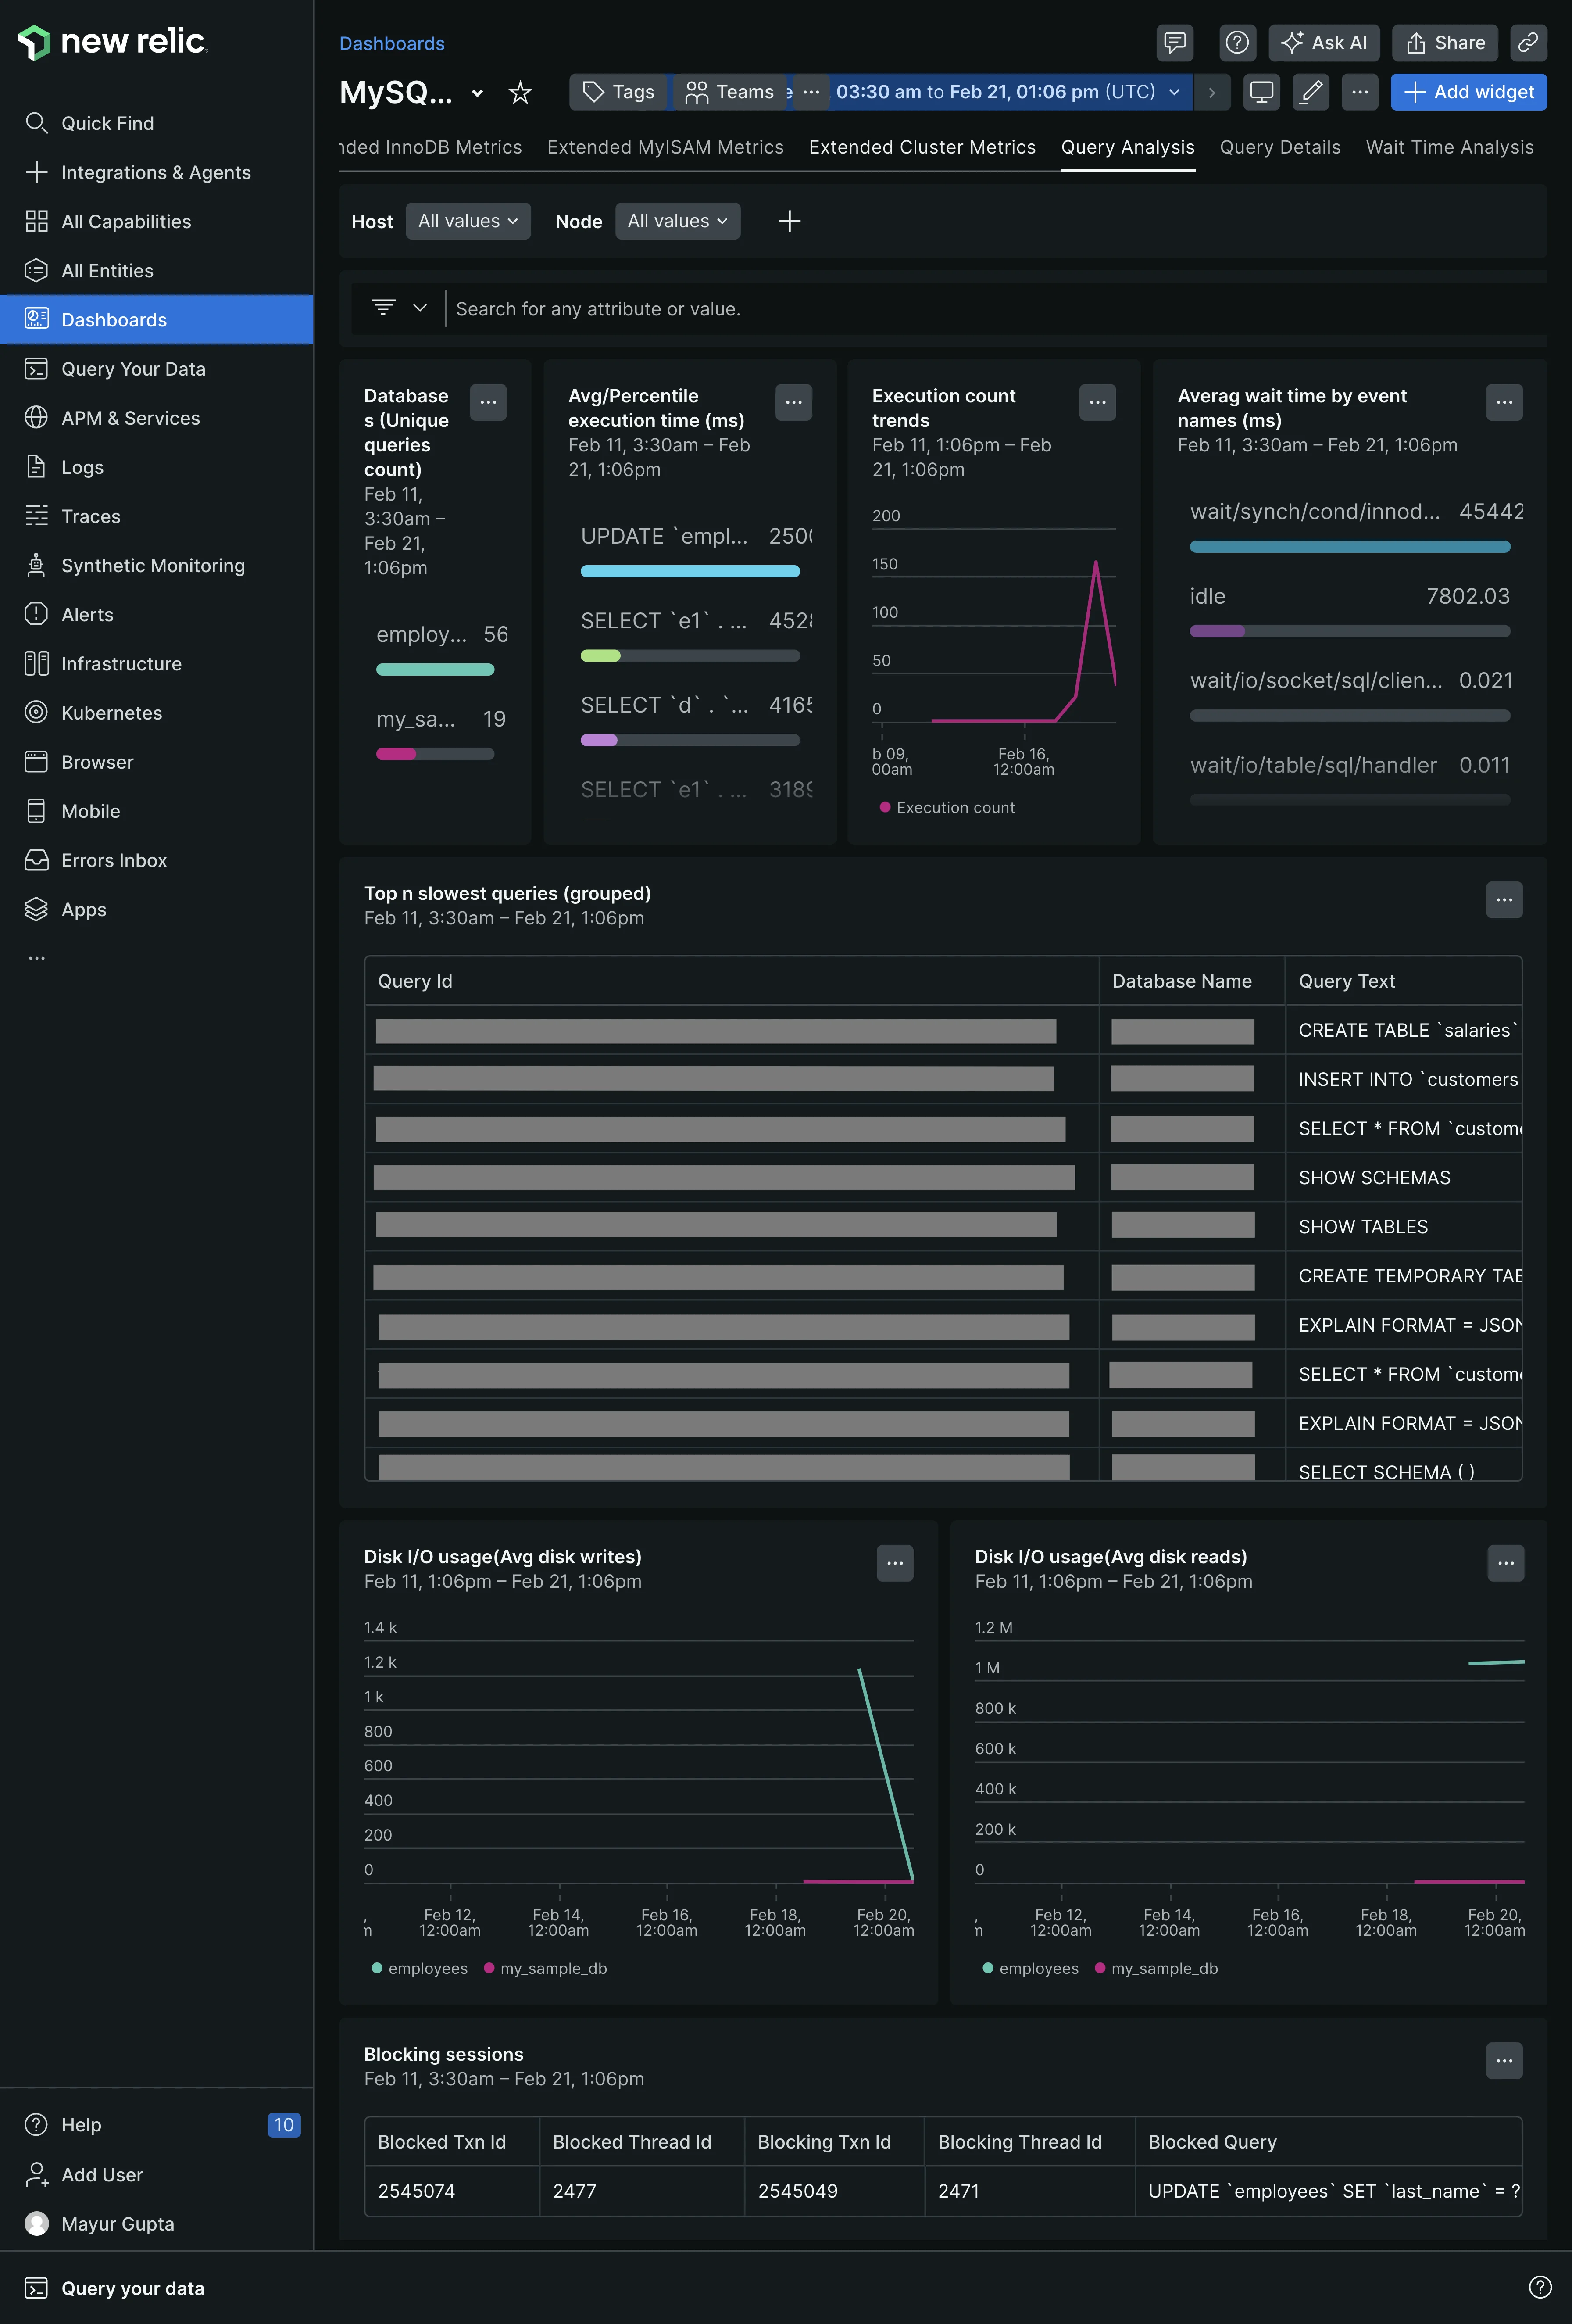 new relic.
Quick Find
Integrations & Agents
All Capabilities
All Entities
Dashboards
Query Your Data
APM & Services
Logs
Traces
Synthetic Monitoring
Alerts
Infrastructure
Kubernetes
Browser
Mobile
Errors Inbox
Apps
...
Help 10
Add User
Mayur Gupta
Dashboards
Ask AI Share
MySQ... Tags Teams ... 03:30 am to Feb 21, 01:06 pm (UTC) ... Add widget
nded InnoDB Metrics Extended MyISAM Metrics Extended Cluster Metrics Query Analysis Query Details Wait Time Analysis
Host All values Node All values
Search for any attribute or value.
Database
s (Unique
queries
count)
Feb 11,
3:30am –
Feb 21,
1:06pm
employ... 56
my_sa... 19
Avg/Percentile
execution time (ms)
Feb 11, 3:30am – Feb
21, 1:06pm
UPDATE `empl... 250
SELECT `e1` . ... 452
SELECT `d` . `... 416
SELECT `e1` . ... 318
Execution count
trends
Feb 11, 1:06pm – Feb
21, 1:06pm
200
150
100
50
0
b 09,
00am
Feb 16,
12:00am
Execution count
Averag wait time by event
names (ms)
Feb 11, 3:30am – Feb 21, 1:06pm
wait/synch/cond/innod... 45442
idle 7802.03
wait/io/socket/sql/clien... 0.021
wait/io/table/sql/handler 0.011
Top n slowest queries (grouped)
Feb 11, 3:30am – Feb 21, 1:06pm
Query Id Database Name Query Text
CREATE TABLE `salaries`
INSERT INTO `customers
SELECT * FROM `custom
SHOW SCHEMAS
SHOW TABLES
CREATE TEMPORARY TAB
EXPLAIN FORMAT = JSON
SELECT * FROM `custom
EXPLAIN FORMAT = JSON
SELECT SCHEMA ( )
Disk I/O usage(Avg disk writes)
Feb 11, 1:06pm – Feb 21, 1:06pm
1.4 k
1.2 k
1 k
800
600
400
200
0
Feb 12,
12:00am
Feb 14,
12:00am
Feb 16,
12:00am
Feb 18,
12:00am
Feb 20,
12:00am
employees my_sample_db
Disk I/O usage(Avg disk reads)
Feb 11, 1:06pm – Feb 21, 1:06pm
1.2 M
1 M
800 k
600 k
400 k
200 k
0
Feb 12,
12:00am
Feb 14,
12:00am
Feb 16,
12:00am
Feb 18,
12:00am
Feb 20,
12:00am
employees my_sample_db
Blocking sessions
Feb 11, 3:30am – Feb 21, 1:06pm
Blocked Txn Id Blocked Thread Id Blocking Txn Id Blocking Thread Id Blocked Query
2545074 2477 2545049 2471 UPDATE `employees` SET `last_name` = ?
Query your data